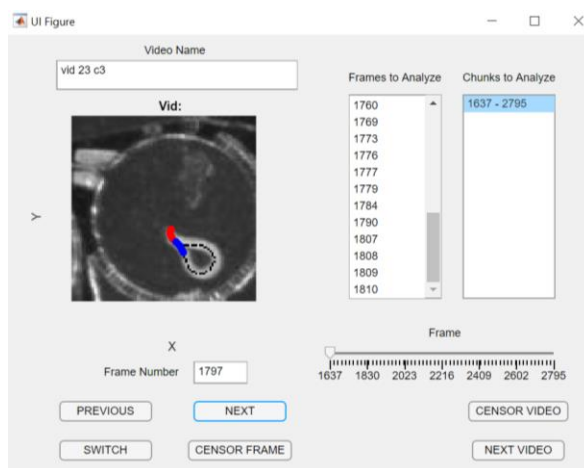 UI Figure
Video Name
vid 23 c3
Frames to Analyze
Chunks to Analyze
Vid:
1760
1769
1773
1776
1777
1779
1784
1790
1807
1808
1809
1810
1637 - 2795
Y
X
Frame
1637 1830 2023 2216 2409 2602 2795
Frame Number 1797
PREVIOUS NEXT CENSOR VIDEO
SWITCH CENSOR FRAME NEXT VIDEO